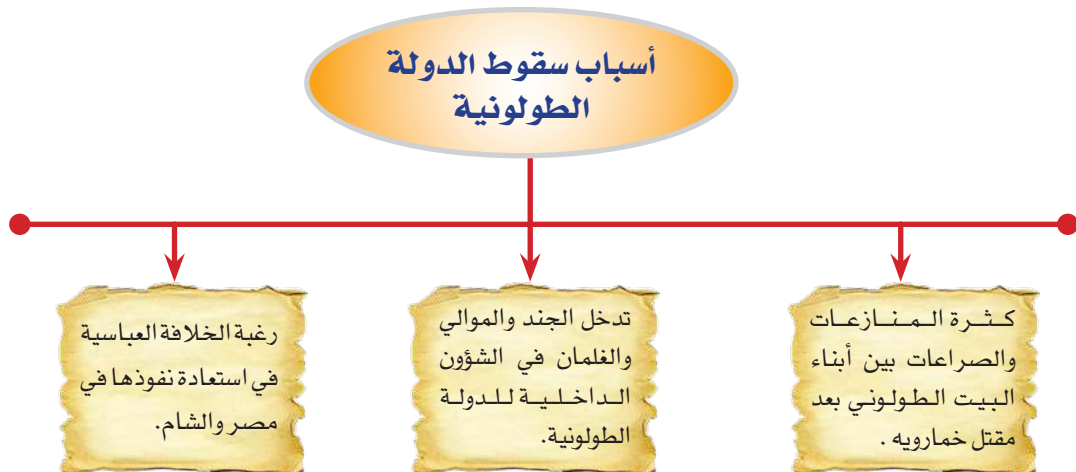 أسباب سقوط الدولة
الطولونية
كثرة المنازعات
والصراعات بين أبناء
البيت الطولوني بعد
مقتل خمارويه .
تدخل الجند والموالي
والغلمان في الشؤون
الداخلية للدولة
الطولونية.
رغبة الخلافة العباسية
في استعادة نفوذها في
مصر والشام.